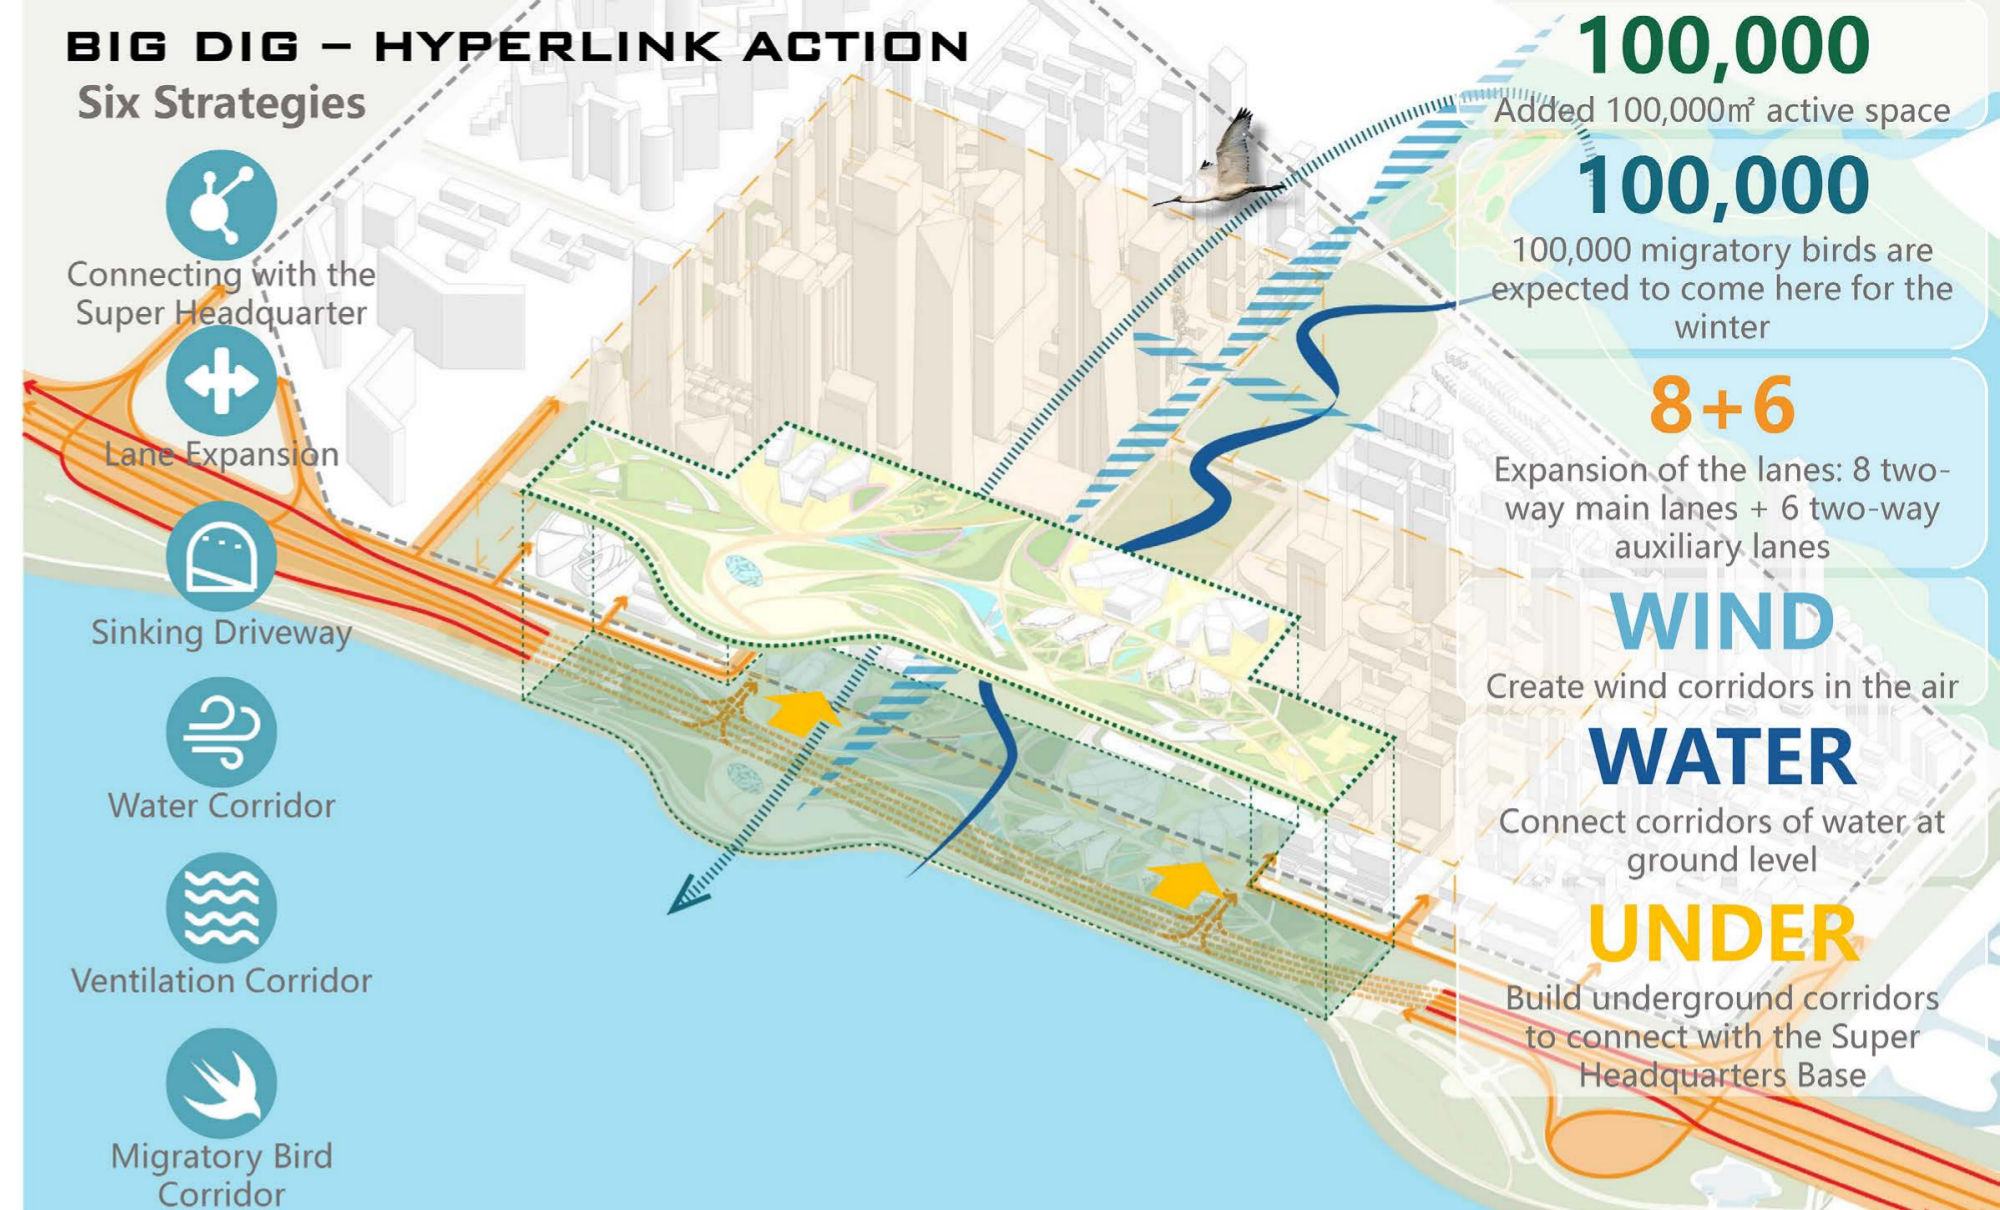 BIG DIG – HYPERLINK ACTION
Six Strategies
Connecting with the
Super Headquarter
Lane Expansion
Sinking Driveway
Water Corridor
Ventilation Corridor
Migratory Bird
Corridor
100,000
Added 100,000㎡ active space
100,000
100,000 migratory birds are
expected to come here for the
winter
8+6
Expansion of the lanes: 8 two-
way main lanes + 6 two-way
auxiliary lanes
WIND
Create wind corridors in the air
WATER
Connect corridors of water at
ground level
UNDER
Build underground corridors
to connect with the Super
Headquarters Base